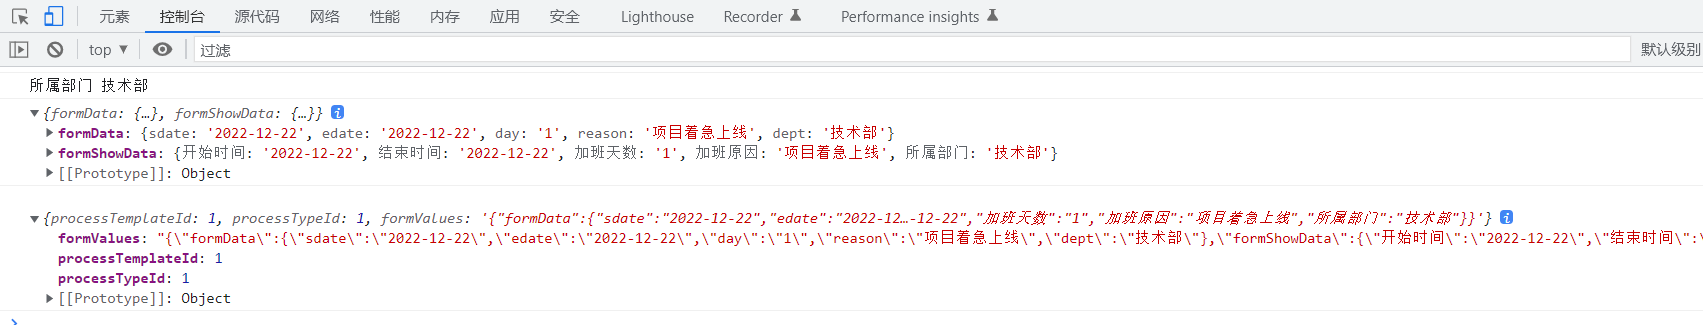 元素 控制台 源代码 网络 性能 内存 应用 安全 Lighthouse Recorder Performance insights
top ▼ 过滤 默认级别
所属部门 技术部
▼{formData: {…}, formShowData: {…}} i
▶formData: {sdate: '2022-12-22', edate: '2022-12-22', day: '1', reason: '项目着急上线', dept: '技术部'}
▶formShowData: {开始时间: '2022-12-22', 结束时间: '2022-12-22', 加班天数: '1', 加班原因: '项目着急上线', 所属部门: '技术部'}
▶[[Prototype]]: Object
▼{processTemplateId: 1, processTypeId: 1, formValues: '{"formData":{"sdate":"2022-12-22","edate":"2022-12…-12-22","加班天数":"1","加班原因":"项目着急上线","所属部门":"技术部"}}'} i
formValues: "{\"formData\":{\"sdate\":\"2022-12-22\",\"edate\":\"2022-12-22\",\"day\":\"1\",\"reason\":\"项目着急上线\",\"dept\":\"技术部\"},\"formShowData\":{\"开始时间\":\"2022-12-22\",\"结束时间\":\
processTemplateId: 1
processTypeId: 1
▶[[Prototype]]: Object